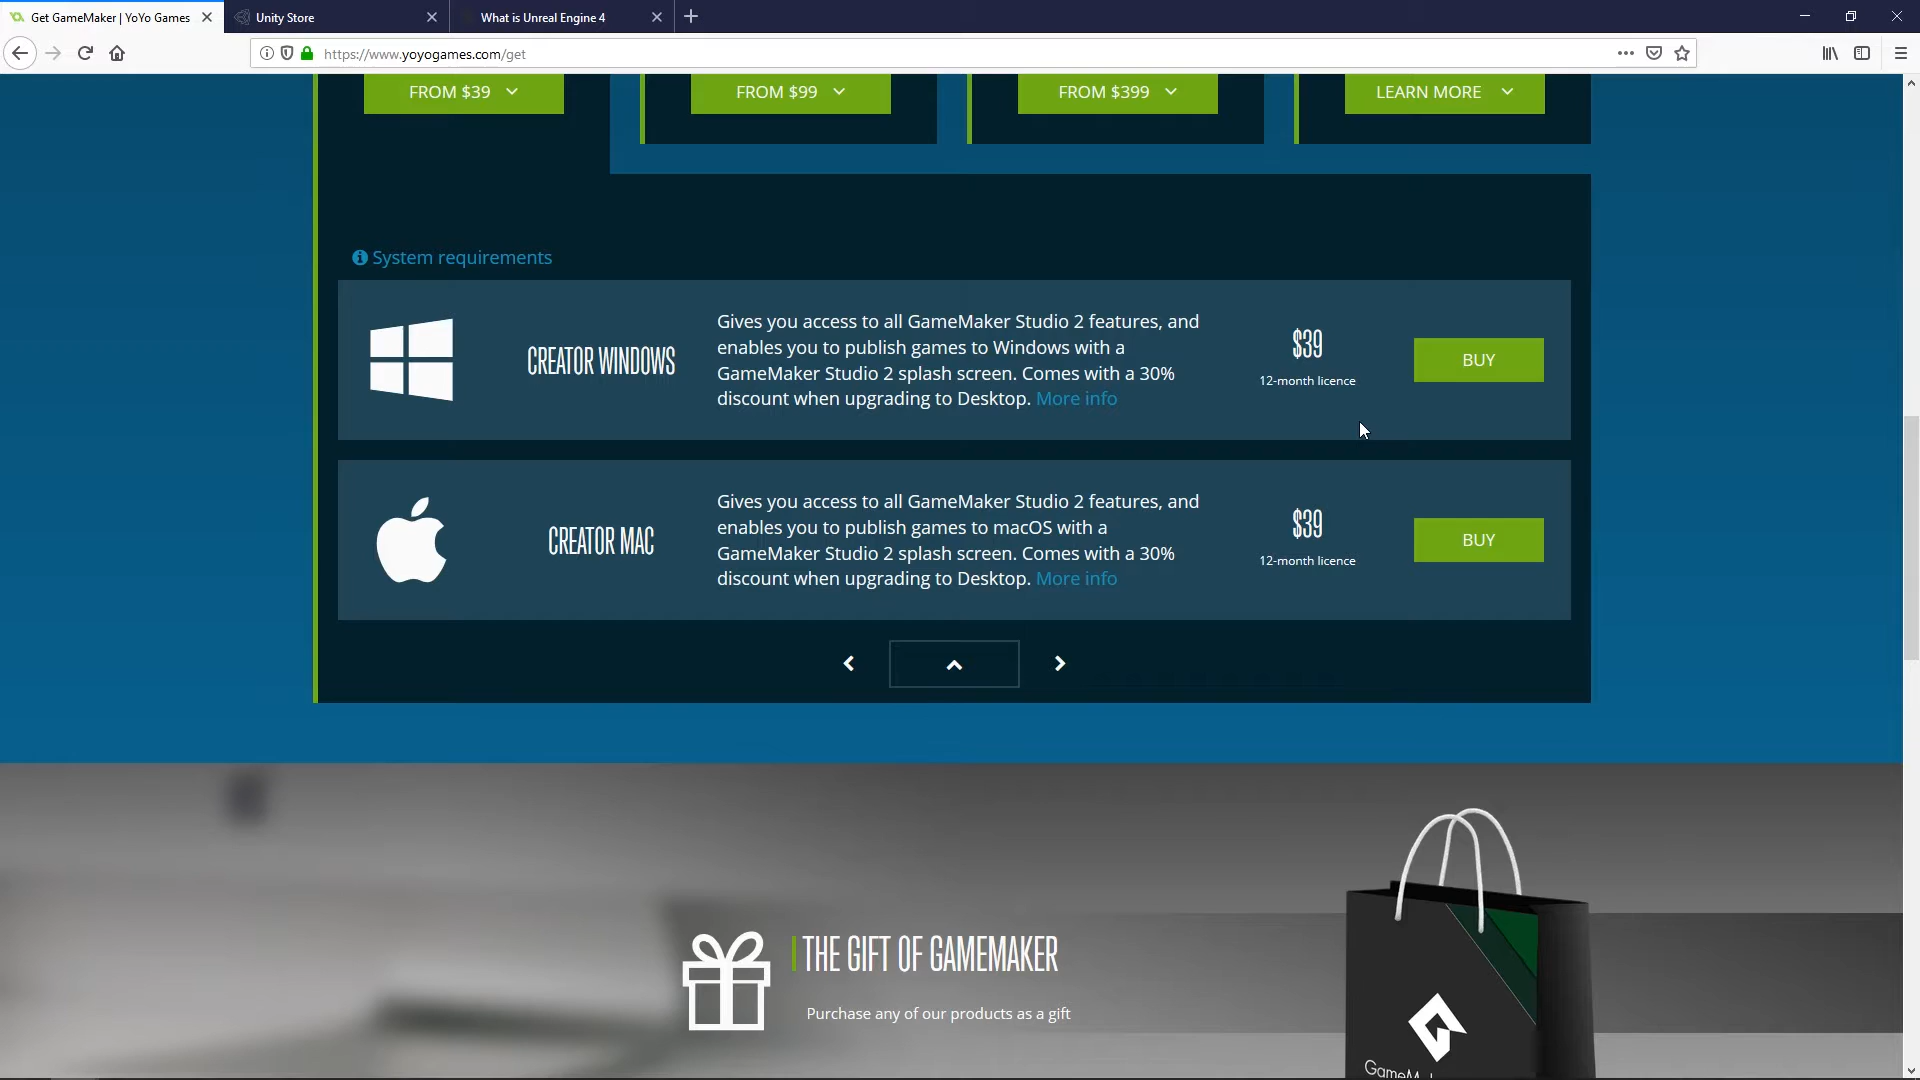 Get GameMaker | YoYo Games
Unity Store
What is Unreal Engine 4
https://www.yoyogames.com/get
FROM $39
FROM $99
FROM $399
LEARN MORE
System requirements
CREATOR WINDOWS
Gives you access to all GameMaker Studio 2 features, and
enables you to publish games to Windows with a
GameMaker Studio 2 splash screen. Comes with a 30%
discount when upgrading to Desktop. More info
$39
12-month licence
BUY
CREATOR MAC
Gives you access to all GameMaker Studio 2 features, and
enables you to publish games to macOS with a
GameMaker Studio 2 splash screen. Comes with a 30%
discount when upgrading to Desktop. More info
$39
12-month licence
BUY
THE GIFT OF GAMEMAKER
Purchase any of our products as a gift